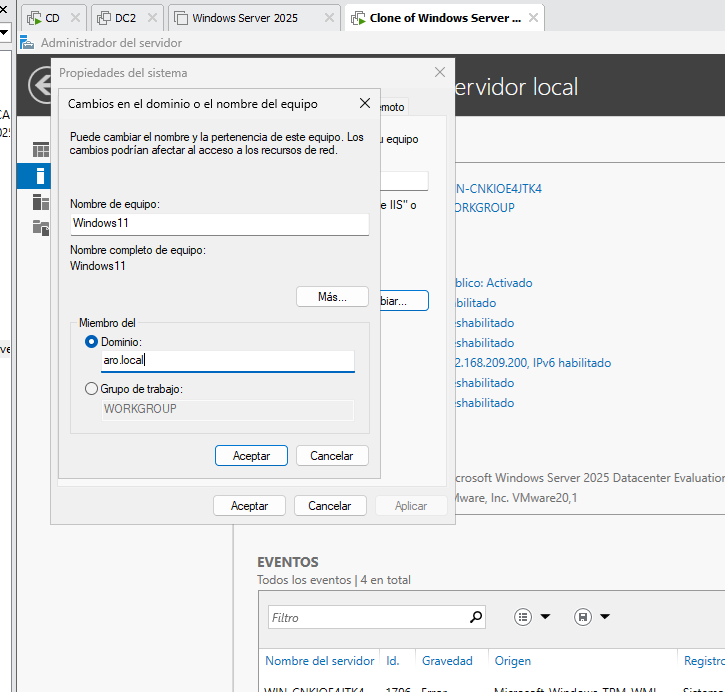 CD
DC2
Windows Server 2025
Clone of Windows Server ...
Administrador del servidor
Propiedades del sistema
ervidor local
Cambios en el dominio o el nombre del equipo
emoto
Puede cambiar el nombre y la pertenencia de este equipo. Los
cambios podrían afectar al acceso a los recursos de red.
u equipo
Nombre de equipo:
Windows11
e IIS" o
Nombre completo de equipo:
Windows11
Más...
biar...
Miembro del
Dominio:
aro.local
Grupo de trabajo:
WORKGROUP
Aceptar
Cancelar
Aceptar
Cancelar
Aplicar
N-CNKIOE4JTK4
ORKGROUP
blico: Activado
bilitado
shabilitado
shabilitado
2.168.209.200, IPv6 habilitado
shabilitado
shabilitado
crosoft Windows Server 2025 Datacenter Evaluation
Mware, Inc. VMware20,1
EVENTOS
Todos los eventos | 4 en total
Filtro
Nombre del servidor
Id.
Gravedad
Origen
Registro
WIN-CNKIOE4JTK4
1796
Error
Microsoft-Windows-TPM-WMI